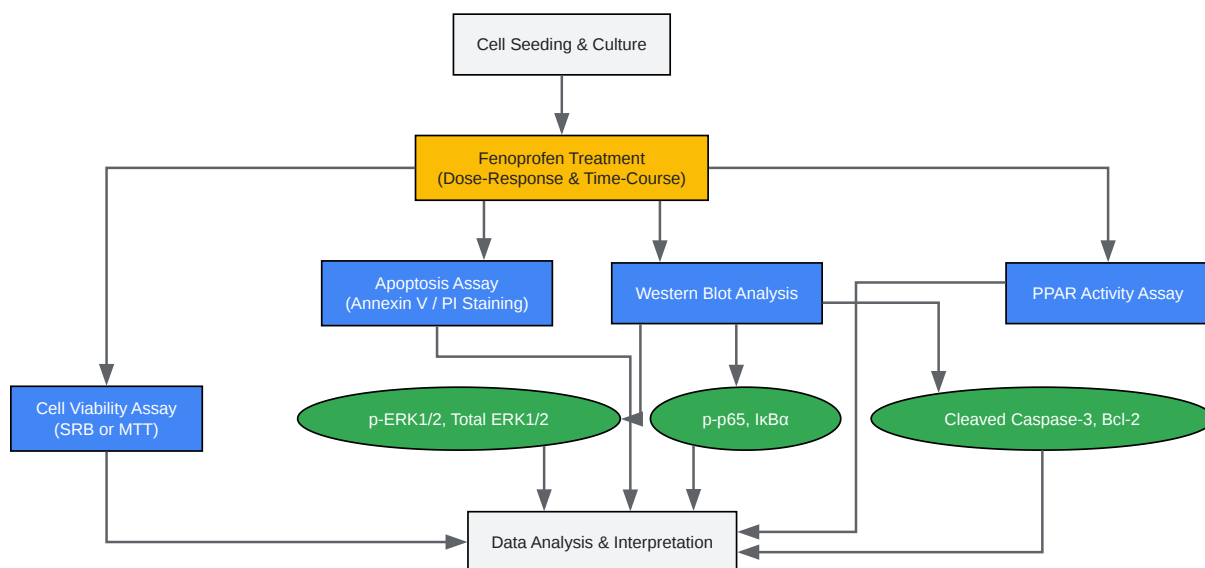 Cell Seeding & Culture
Fenoprofen Treatment
(Dose-Response & Time-Course)
Apoptosis Assay
(Annexin V / PI Staining)
Western Blot Analysis
PPAR Activity Assay
Cell Viability Assay
(SRB or MTT)
p-ERK1/2, Total ERK1/2
p-p65, IκBα
Cleaved Caspase-3, Bcl-2
Data Analysis & Interpretation